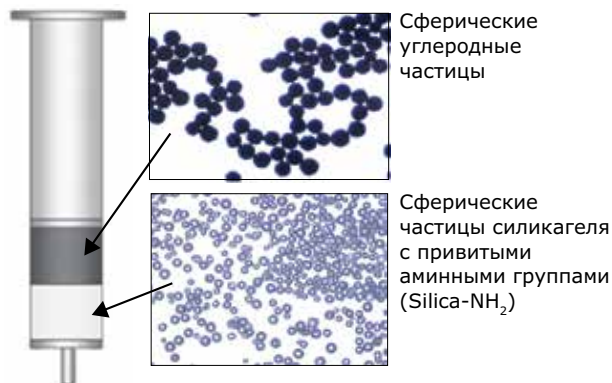 Сферические
углеродные
частицы
Сферические
частицы силикагеля
с привитыми
аминными группами
(Silica-NH₂)